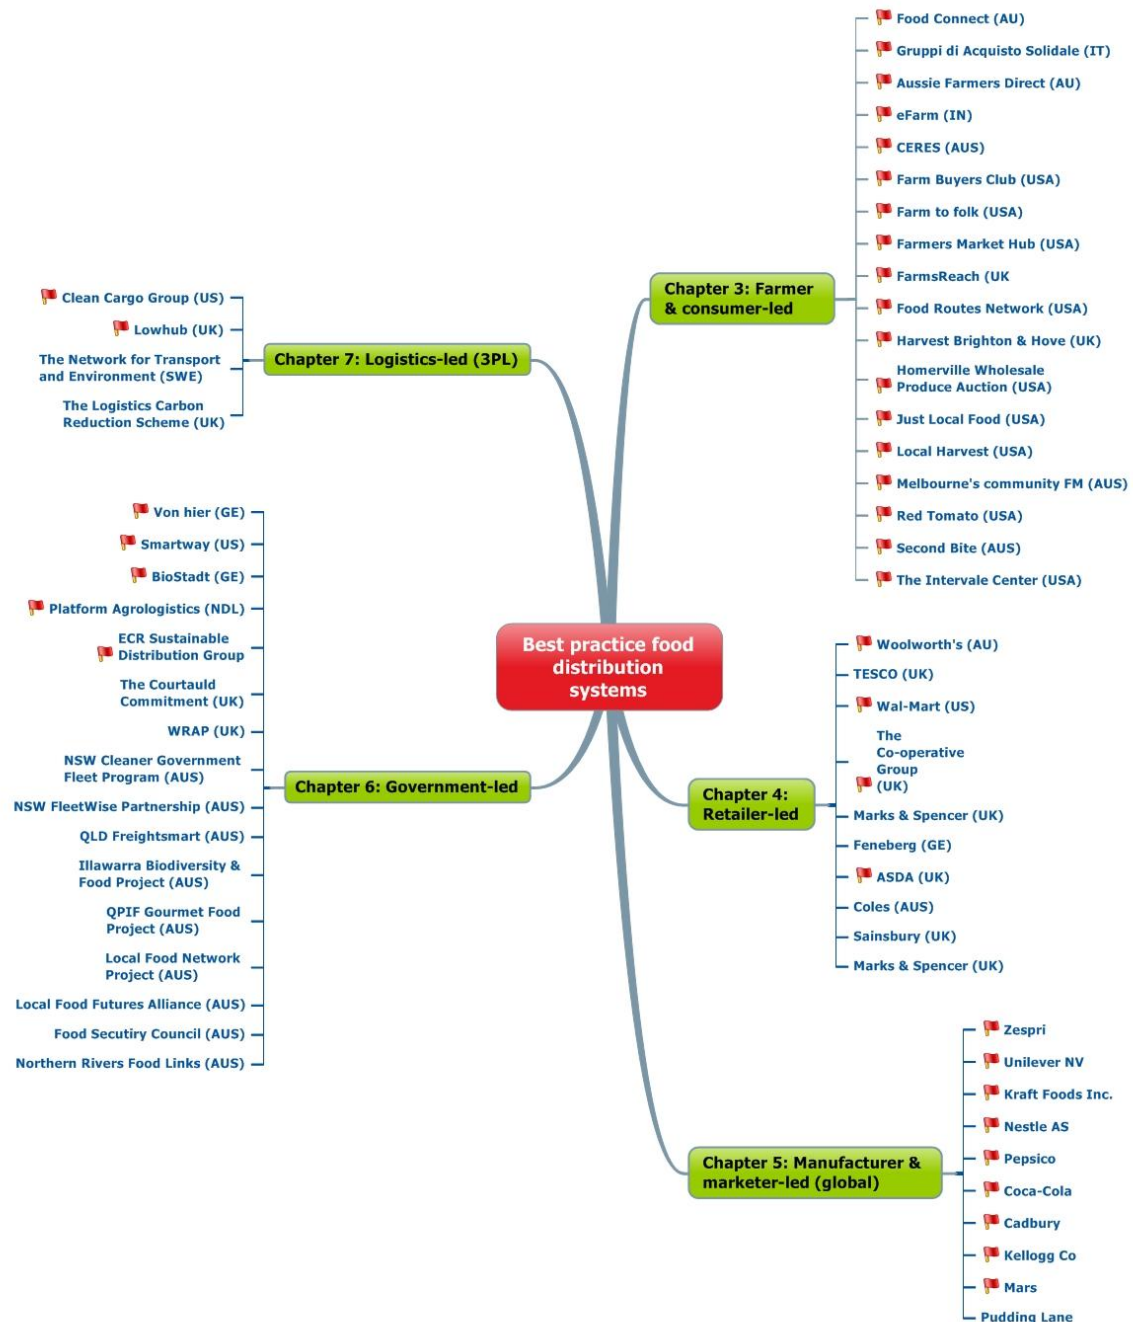 Best practice food
distribution
systems
Chapter 3: Farmer
& consumer-led
Food Connect (AU)
Gruppi di Acquisto Solidale (IT)
Aussie Farmers Direct (AU)
eFarm (IN)
CERES (AUS)
Farm Buyers Club (USA)
Farm to folk (USA)
Farmers Market Hub (USA)
FarmsReach (UK
Food Routes Network (USA)
Harvest Brighton & Hove (UK)
Homerville Wholesale
Produce Auction (USA)
Just Local Food (USA)
Local Harvest (USA)
Melbourne's community FM (AUS)
Red Tomato (USA)
Second Bite (AUS)
The Intervale Center (USA)
Chapter 4:
Retailer-led
Woolworth's (AU)
TESCO (UK)
Wal-Mart (US)
The
Co-operative
Group
(UK)
Marks & Spencer (UK)
Feneberg (GE)
ASDA (UK)
Coles (AUS)
Sainsbury (UK)
Marks & Spencer (UK)
Chapter 5: Manufacturer &
marketer-led (global)
Zespri
Unilever NV
Kraft Foods Inc.
Nestle AS
Pepsico
Coca-Cola
Cadbury
Kellogg Co
Mars
Pudding Lane
Chapter 6: Government-led
Von hier (GE)
Smartway (US)
BioStadt (GE)
Platform Agrologistics (NDL)
ECR Sustainable
Distribution Group
The Courtauld
Commitment (UK)
WRAP (UK)
NSW Cleaner Government
Fleet Program (AUS)
NSW FleetWise Partnership (AUS)
QLD Freightsmart (AUS)
Illawarra Biodiversity &
Food Project (AUS)
QPIF Gourmet Food
Project (AUS)
Local Food Network
Project (AUS)
Local Food Futures Alliance (AUS)
Food Secutiry Council (AUS)
Northern Rivers Food Links (AUS)
Chapter 7: Logistics-led (3PL)
Clean Cargo Group (US)
Lowhub (UK)
The Network for Transport
and Environment (SWE)
The Logistics Carbon
Reduction Scheme (UK)